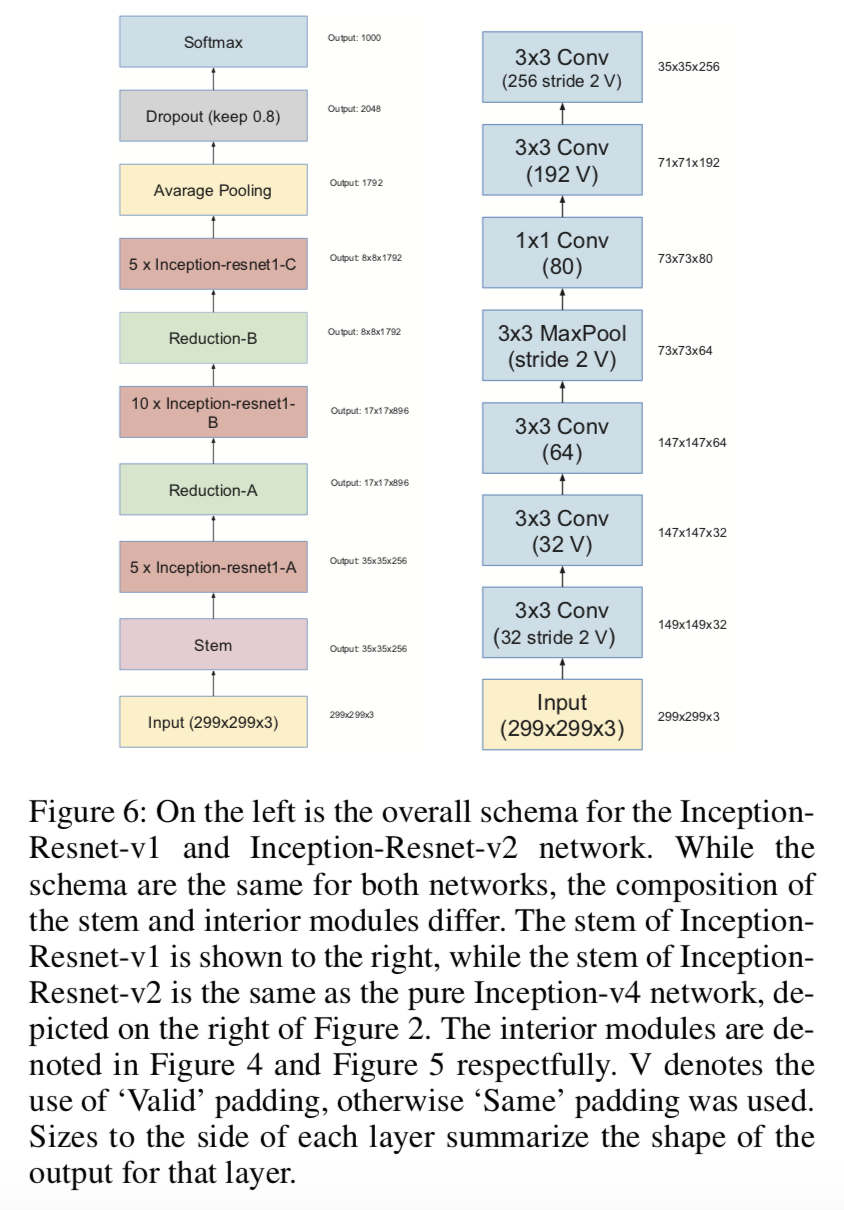 Softmax
Output: 1000
Dropout (keep 0.8)
Output: 2048
Avarage Pooling
Output: 1792
5 x Inception-resnet1-C
Output: 8x8x1792
Reduction-B
Output: 8x8x1792
10 x Inception-resnet1-
B
Output: 17x17x896
Reduction-A
Output: 17x17x896
5 x Inception-resnet1-A
Output: 35x35x256
Stem
Output: 35x35x256
Input (299x299x3)
299x299x3
3x3 Conv
(256 stride 2 V)
35x35x256
3x3 Conv
(192 V)
71x71x192
1x1 Conv
(80)
73x73x80
3x3 MaxPool
(stride 2 V)
73x73x64
3x3 Conv
(64)
147x147x64
3x3 Conv
(32 V)
147x147x32
3x3 Conv
(32 stride 2 V)
149x149x32
Input
(299x299x3)
299x299x3
Figure 6: On the left is the overall schema for the Inception-
Resnet-v1 and Inception-Resnet-v2 network. While the
schema are the same for both networks, the composition of
the stem and interior modules differ. The stem of Inception-
Resnet-v1 is shown to the right, while the stem of Inception-
Resnet-v2 is the same as the pure Inception-v4 network, de-
picted on the right of Figure 2. The interior modules are de-
noted in Figure 4 and Figure 5 respectfully. V denotes the
use of ‘Valid’ padding, otherwise ‘Same’ padding was used.
Sizes to the side of each layer summarize the shape of the
output for that layer.